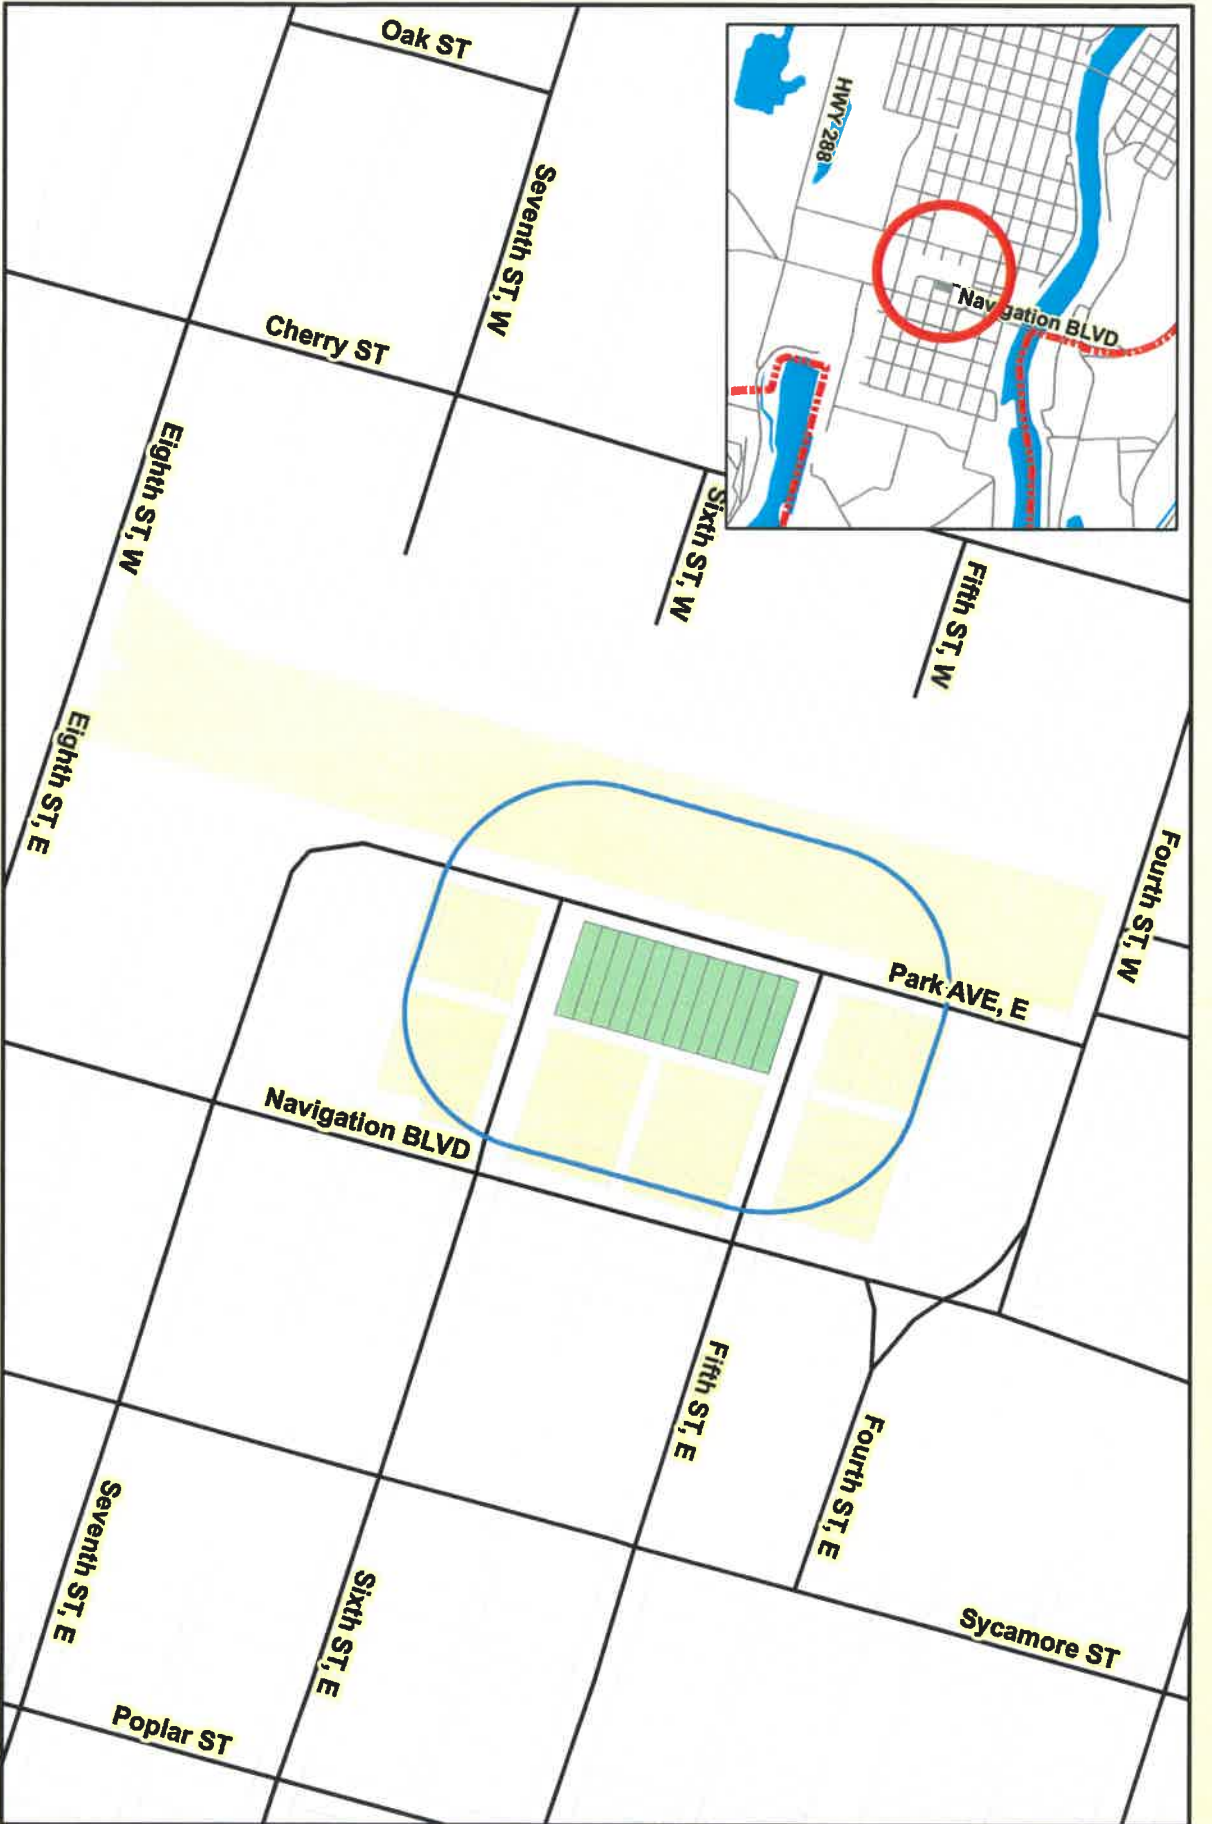 Oak ST
HWY 288
Seventh ST, W
Navigation BLVD
Cherry ST
Eighth ST, W
Sixth ST, W
Fifth ST, W
Eighth ST, E
Fourth ST, W
Park AVE, E
Navigation BLVD
Fifth ST, E
Fourth ST, E
Seventh ST, E
Sixth ST, E
Sycamore ST
Poplar ST